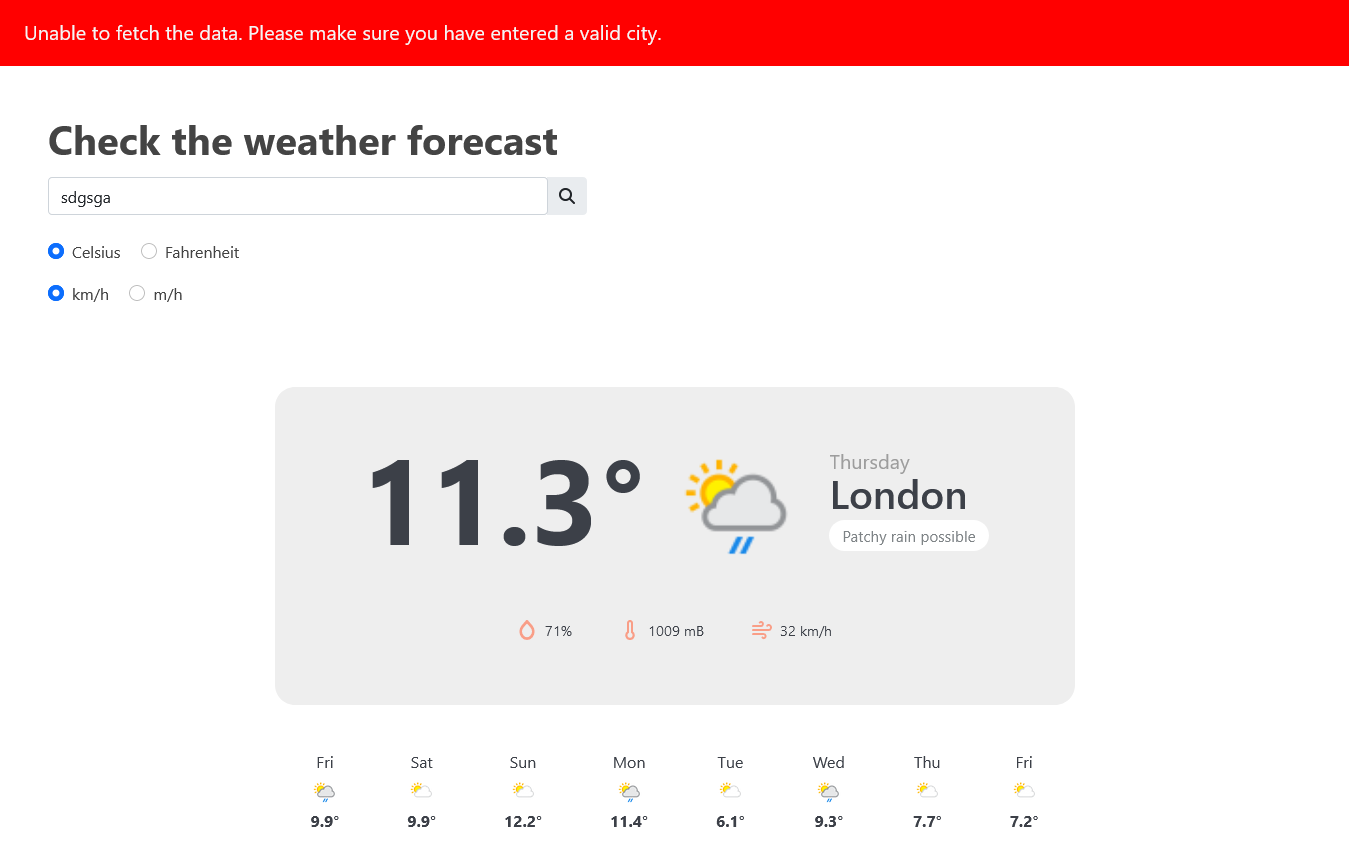 Unable to fetch the data. Please make sure you have entered a valid city.
Check the weather forecast
sdgsga
Celsius Fahrenheit
km/h m/h
11.3°
Thursday
London
Patchy rain possible
71% 1009 mB 32 km/h
Fri Sat Sun Mon Tue Wed Thu Fri
9.9° 9.9° 12.2° 11.4° 6.1° 9.3° 7.7° 7.2°